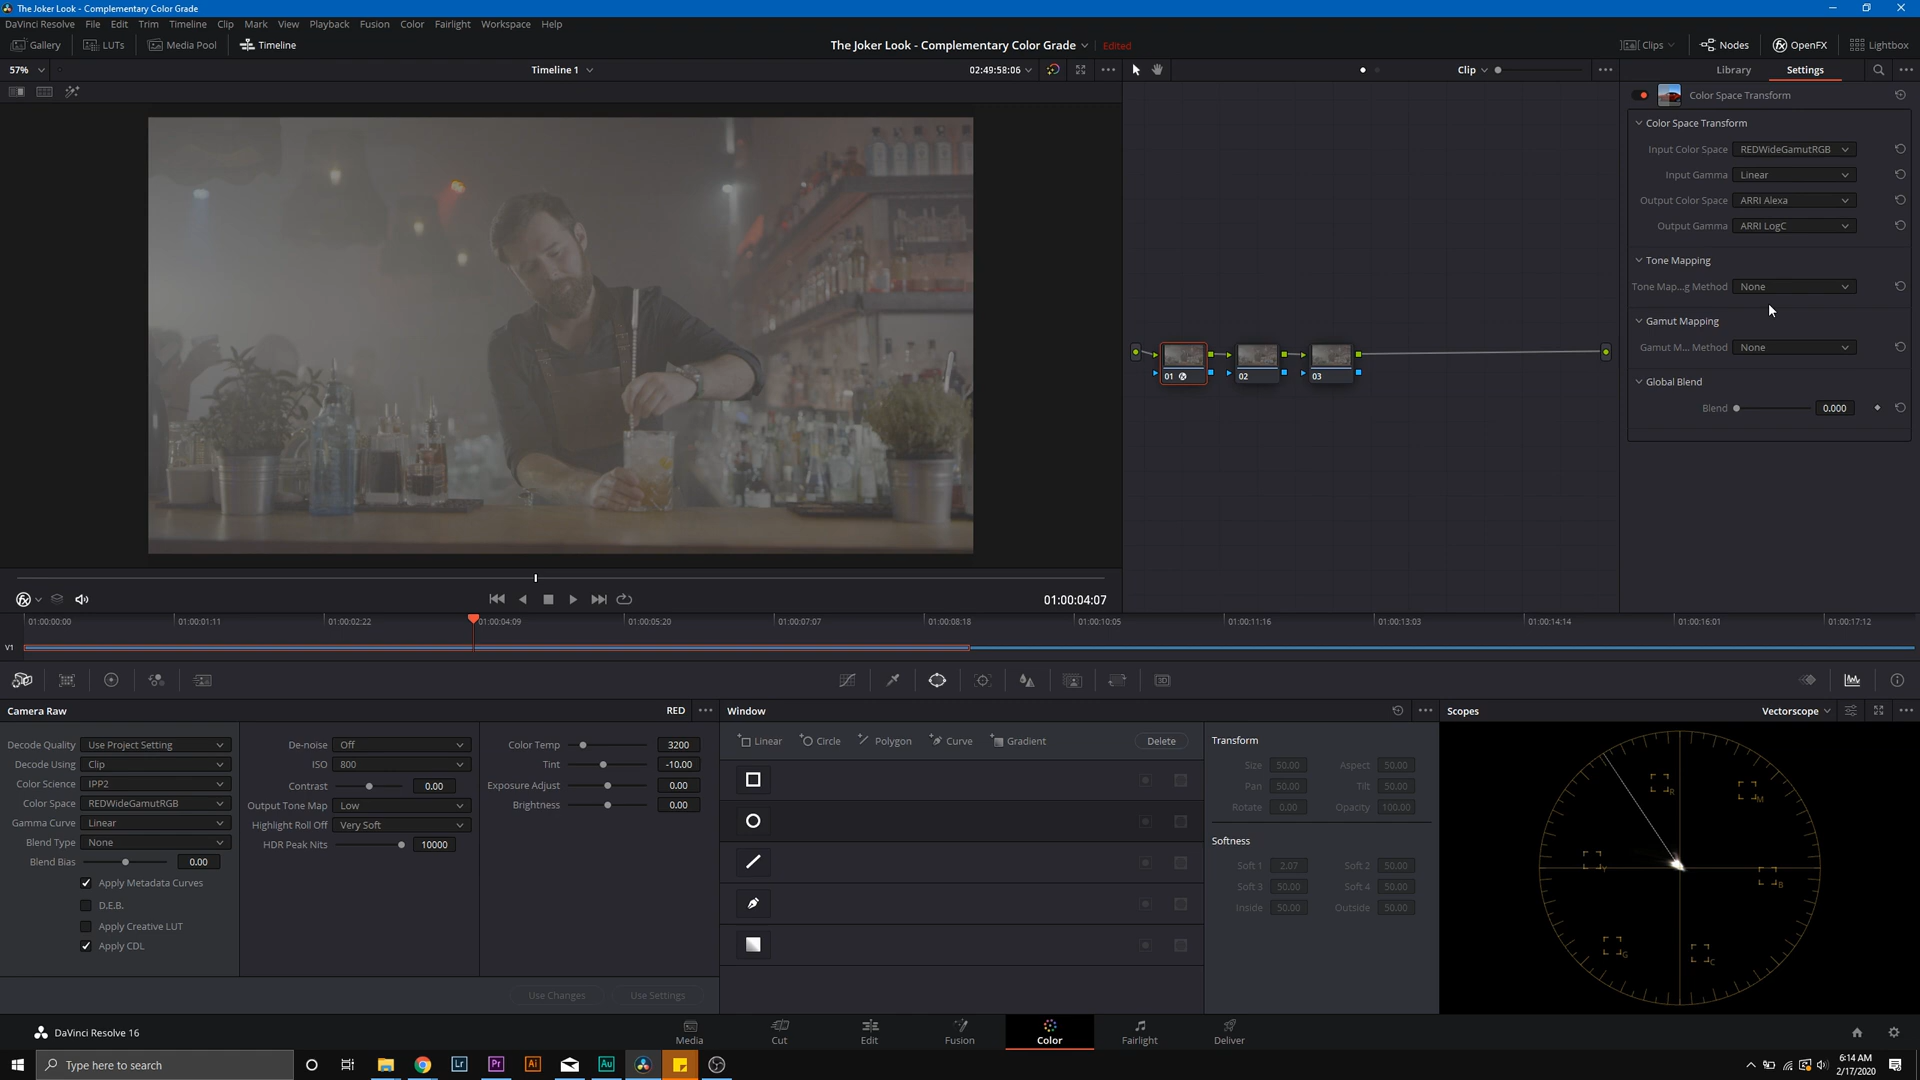 The Joker Look - Complementary Color Grade
DaVinci Resolve File Edit Trim Timeline Clip Mark View Playback Fusion Color Fairlight Workspace Help
Gallery LUTs Media Pool Timeline The Joker Look - Complementary Color Grade Edited Clips Nodes OpenFX Lightbox
57% Timeline 1 02:49:58:06 Clip Library Settings
Color Space Transform
Color Space Transform
Input Color Space REDWideGamutRGB
Input Gamma Linear
Output Color Space ARRI Alexa
Output Gamma ARRI LogC
Tone Mapping
Tone Map...g Method None
Gamut Mapping
Gamut M... Method None
Global Blend
Blend 0.000
01 02 03
01:00:04:07
01:00:00:00 01:00:01:11 01:00:02:22 01:00:04:09 01:00:05:20 01:00:07:07 01:00:08:18 01:00:10:05 01:00:11:16 01:00:13:03 01:00:14:14 01:00:16:01 01:00:17:12
V1
Camera Raw RED
Decode Quality Use Project Setting
Decode Using Clip
Color Science IPP2
Color Space REDWideGamutRGB
Gamma Curve Linear
Blend Type None
Blend Bias 0.00
Apply Metadata Curves
D.E.B.
Apply Creative LUT
Apply CDL
De-noise Off
ISO 800
Contrast 0.00
Output Tone Map Low
Highlight Roll Off Very Soft
HDR Peak Nits 10000
Color Temp 3200
Tint -10.00
Exposure Adjust 0.00
Brightness 0.00
Use Changes Use Settings
Window
Linear Circle Polygon Curve Gradient Delete
Transform
Size 50.00 Aspect 50.00
Pan 50.00 Tilt 50.00
Rotate 0.00 Opacity 100.00
Softness
Soft 1 2.07 Soft 2 50.00
Soft 3 50.00 Soft 4 50.00
Inside 50.00 Outside 50.00
Scopes Vectorscope
R M
Y B
G C
DaVinci Resolve 16
Media Cut Edit Fusion Color Fairlight Deliver
Type here to search
Lr Pr Ai Au
6:14 AM
2/17/2020